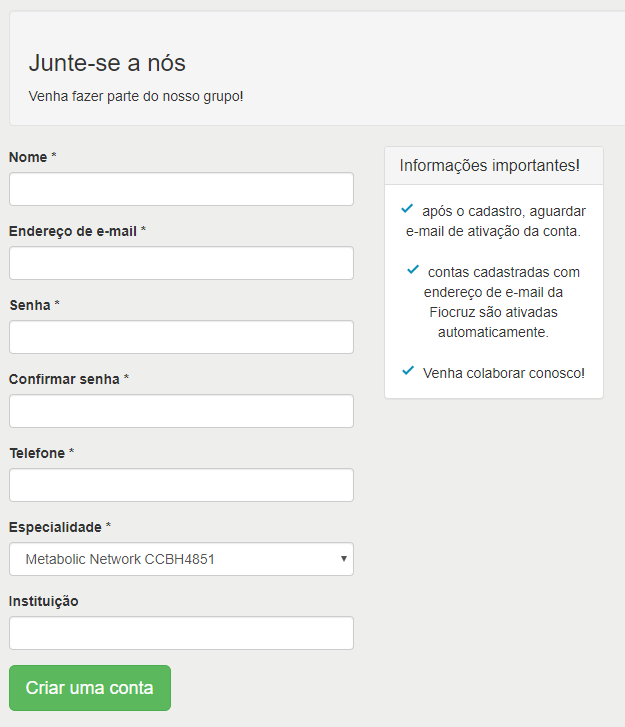 Junte-se a nós
Venha fazer parte do nosso grupo!
Nome *
Endereço de e-mail *
Senha *
Confirmar senha *
Telefone *
Especialidade *
Metabolic Network CCBH4851
Instituição
Criar uma conta
Informações importantes!
após o cadastro, aguardar
e-mail de ativação da conta.
contas cadastradas com
endereço de e-mail da
Fiocruz são ativadas
automaticamente.
Venha colaborar conosco!